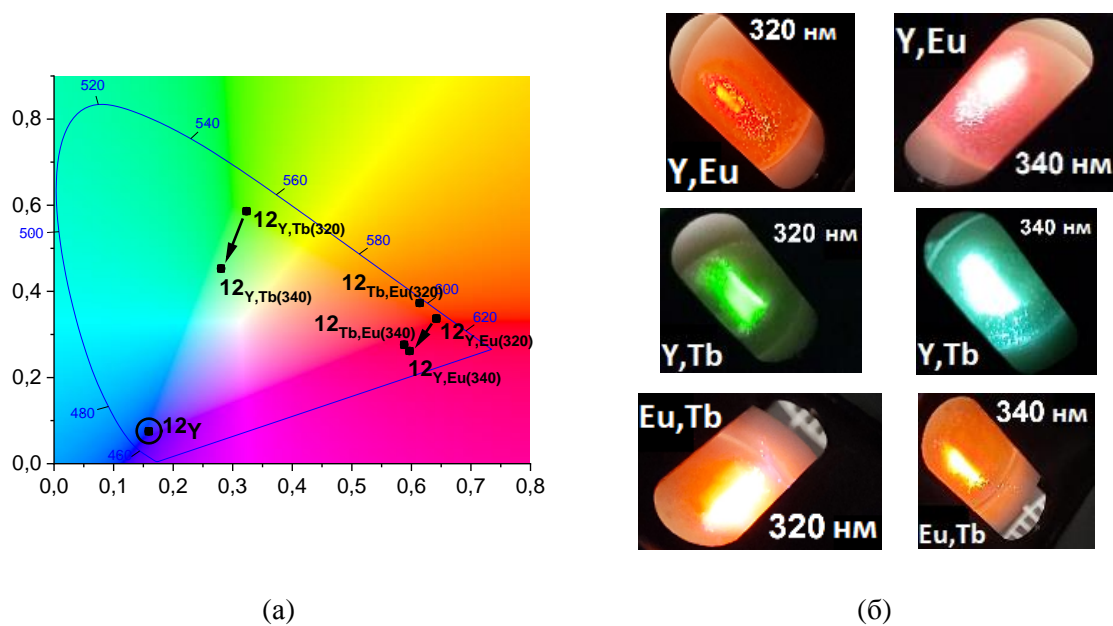 0,8
0,6
0,4
0,2
0,0
0,0 0,1 0,2 0,3 0,4 0,5 0,6 0,7 0,8
520
540
560
500
580
600
620
480
460
12Y,Tb(320)
12Y,Tb(340)
12Tb,Eu(320)
12Tb,Eu(340)
12Y,Eu(320)
12Y,Eu(340)
12Y
(а)
320 нм
Y,Eu
Y,Eu
340 нм
320 нм
Y,Tb
340 нм
Y,Tb
Eu,Tb
320 нм
340 нм
Eu,Tb
(б)